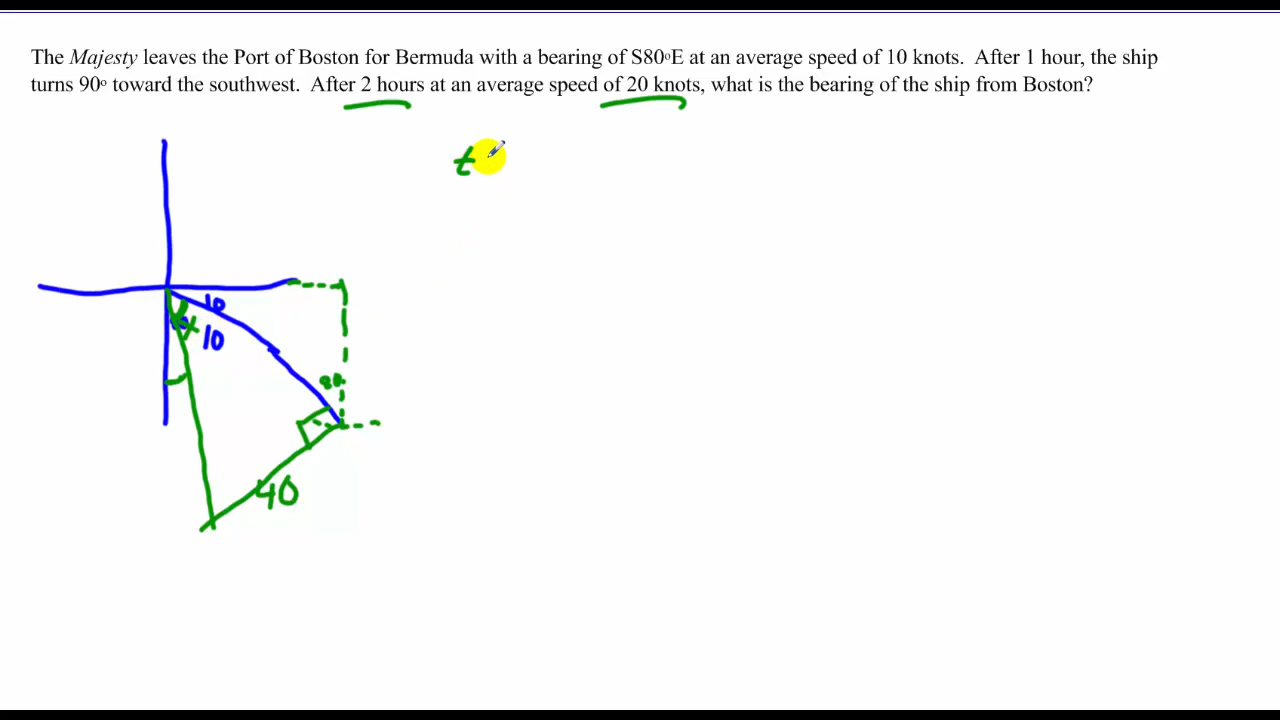 The Majesty leaves the Port of Boston for Bermuda with a bearing of S80°E at an average speed of 10 knots. After 1 hour, the ship
turns 90° toward the southwest. After 2 hours at an average speed of 20 knots, what is the bearing of the ship from Boston?
t
10
x
10
80
40